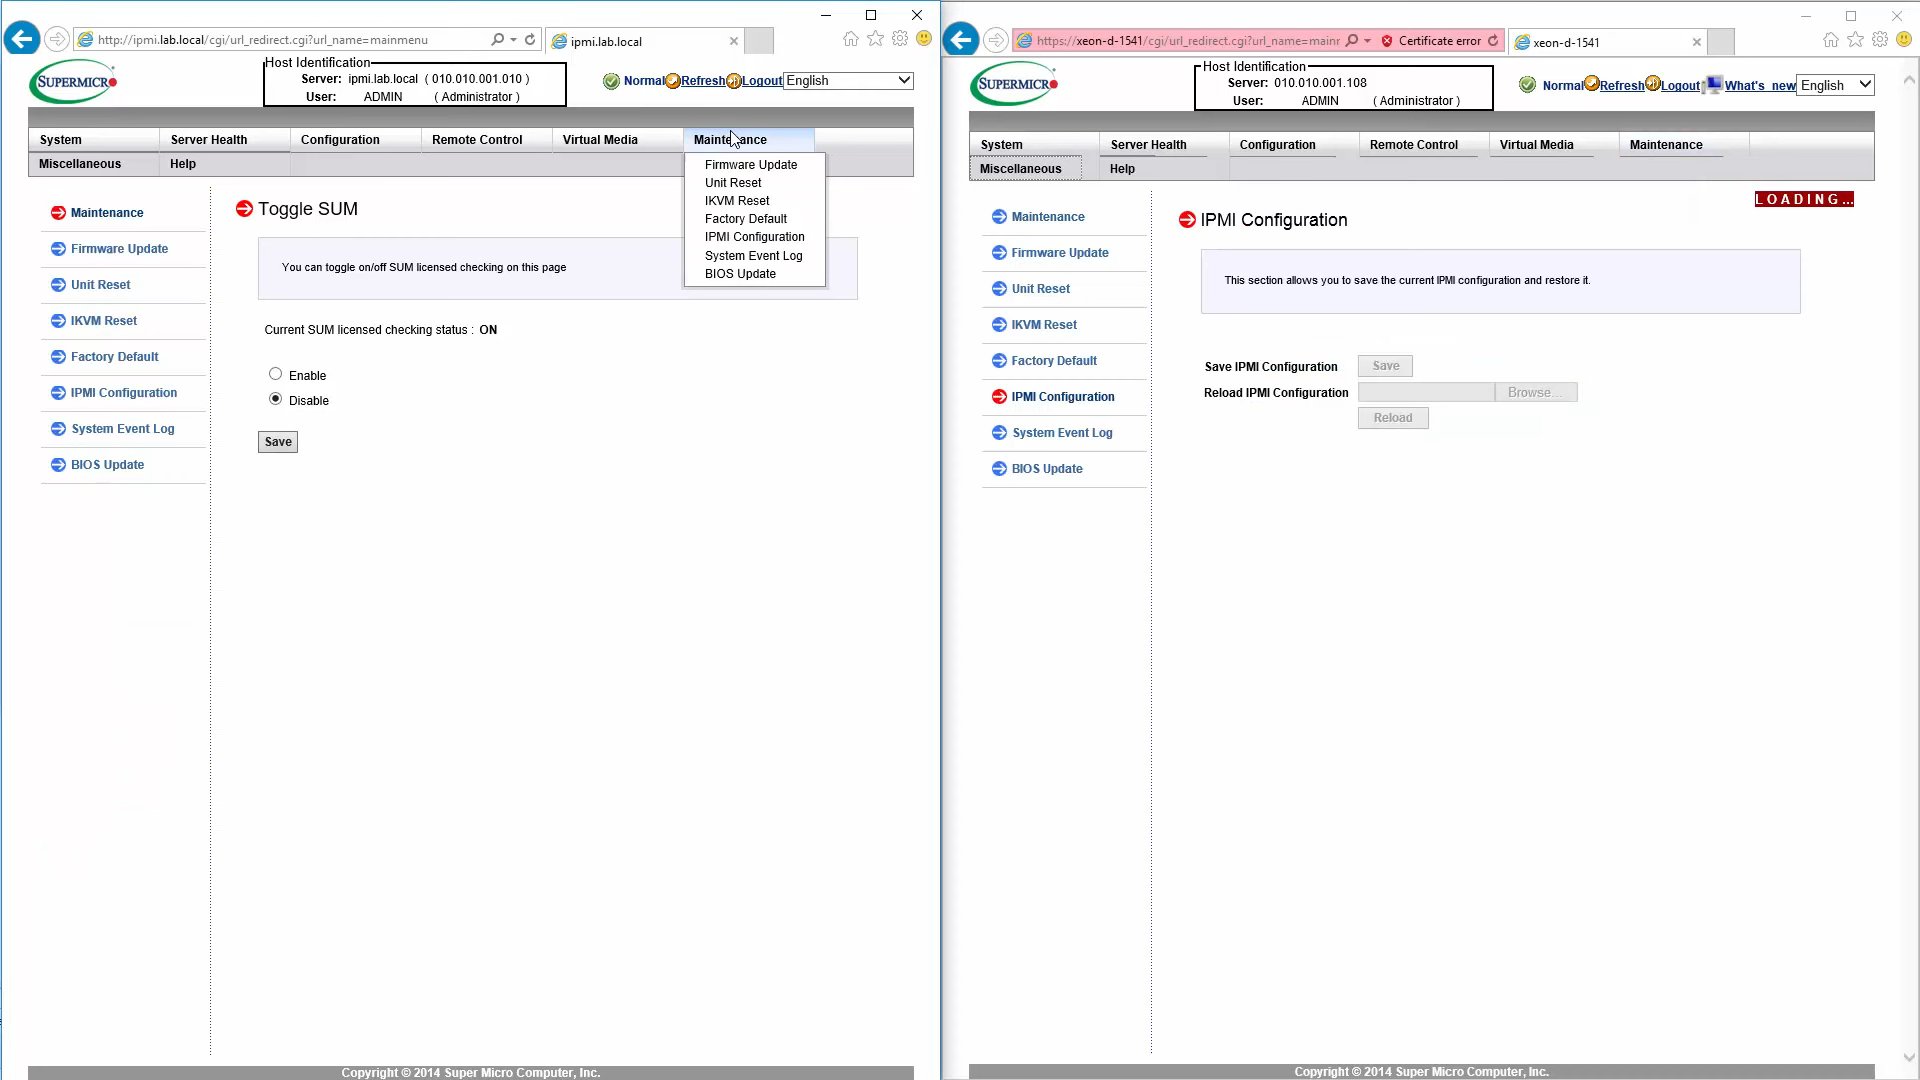 http://ipmi.lab.local/cgi/url_redirect.cgi?url_name=mainmenu
ipmi.lab.local
SUPERMICR
Host Identification
Server: ipmi.lab.local ( 010.010.001.010 )
User: ADMIN ( Administrator )
Normal Refresh Logout English
System Server Health Configuration Remote Control Virtual Media Maintenance
Miscellaneous Help
Firmware Update
Unit Reset
IKVM Reset
Factory Default
IPMI Configuration
System Event Log
BIOS Update
Maintenance
Firmware Update
Unit Reset
IKVM Reset
Factory Default
IPMI Configuration
System Event Log
BIOS Update
Toggle SUM
You can toggle on/off SUM licensed checking on this page
Current SUM licensed checking status : ON
Enable
Disable
Save
Copyright © 2014 Super Micro Computer, Inc.
https://xeon-d-1541/cgi/url_redirect.cgi?url_name=mainr
Certificate error
xeon-d-1541
SUPERMICR
Host Identification
Server: 010.010.001.108
User: ADMIN ( Administrator )
Normal Refresh Logout What's new English
System Server Health Configuration Remote Control Virtual Media Maintenance
Miscellaneous Help
LOADING...
Maintenance
Firmware Update
Unit Reset
IKVM Reset
Factory Default
IPMI Configuration
System Event Log
BIOS Update
IPMI Configuration
This section allows you to save the current IPMI configuration and restore it.
Save IPMI Configuration Save
Reload IPMI Configuration Browse...
Reload
Copyright © 2014 Super Micro Computer, Inc.